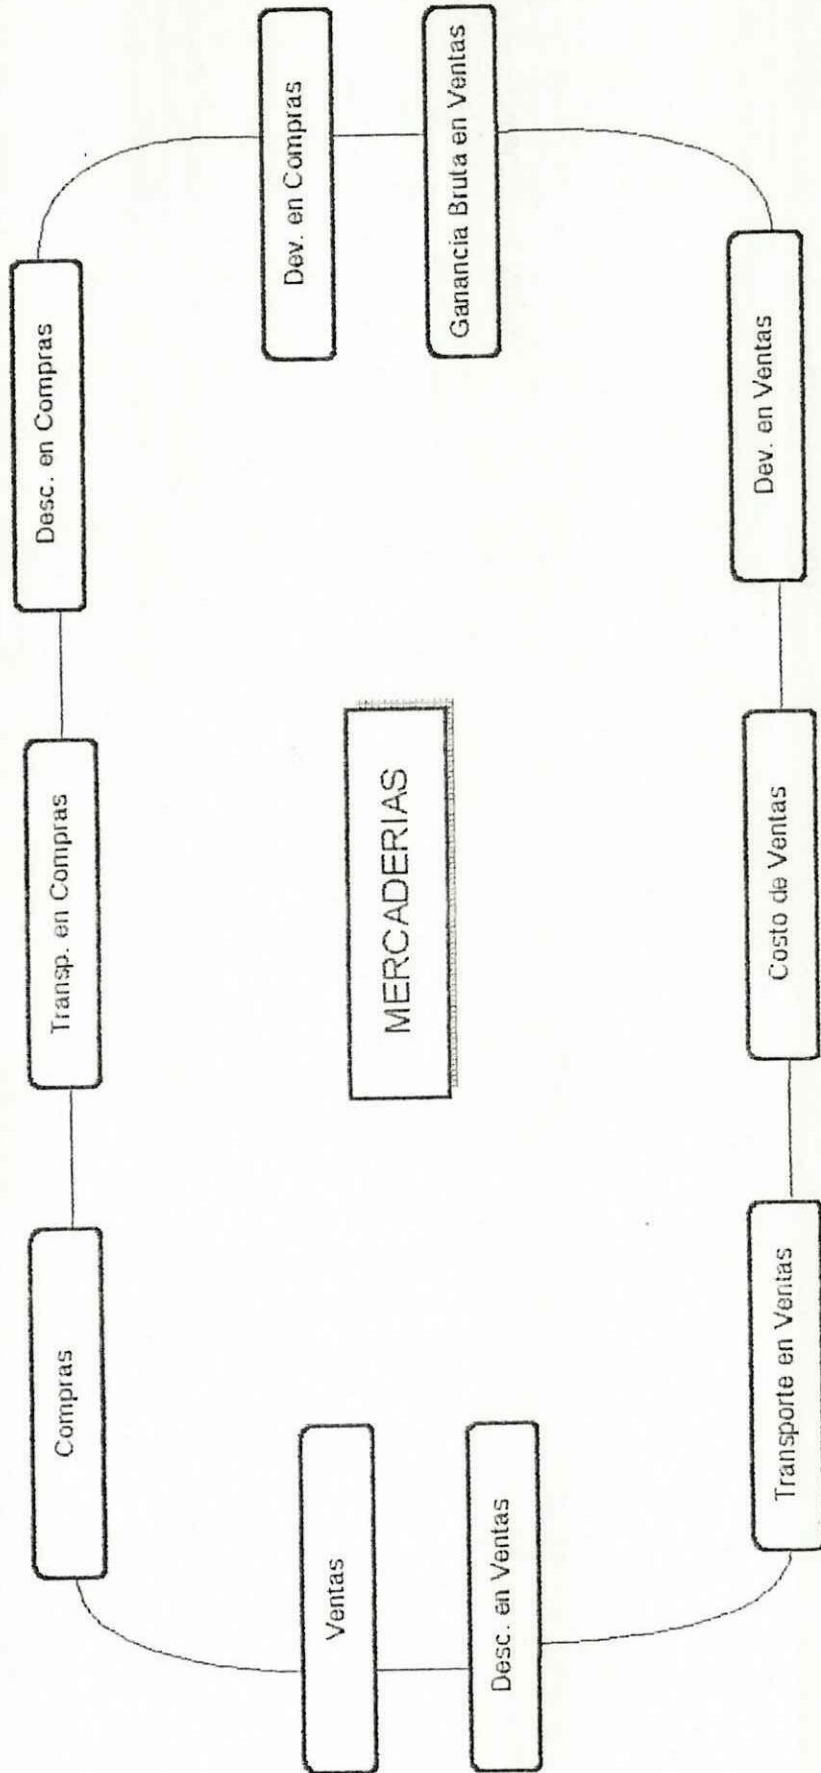 Compras
Transp. en Compras
Desc. en Compras
Ventas
Dev. en Compras
MERCADERIAS
Desc. en Ventas
Ganancia Bruta en Ventas
Transporte en Ventas
Costo de Ventas
Dev. en Ventas